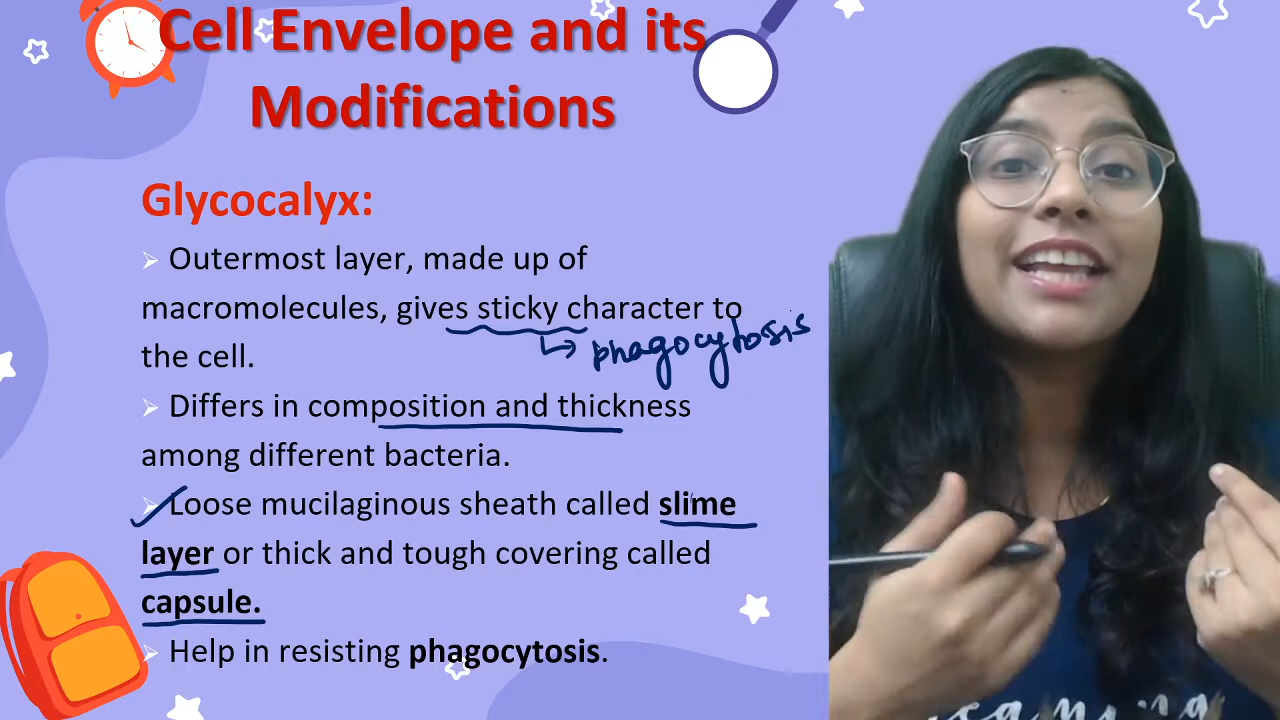 Cell Envelope and its
Modifications
Glycocalyx:
Outermost layer, made up of
macromolecules, gives sticky character to
phagocytosis
the cell.
Differs in composition and thickness
among different bacteria.
Loose mucilaginous sheath called slime
layer or thick and tough covering called
capsule.
Help in resisting phagocytosis.